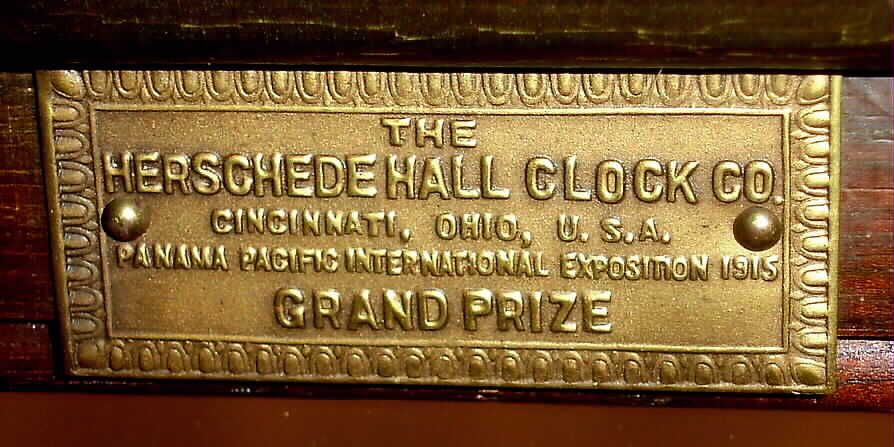 THE
HERSCHEDE HALL CLOCK CO.
CINCINNATI, OHIO, U.S.A.
PANAMA PACIFIC INTERNATIONAL EXPOSITION 1915
GRAND PRIZE